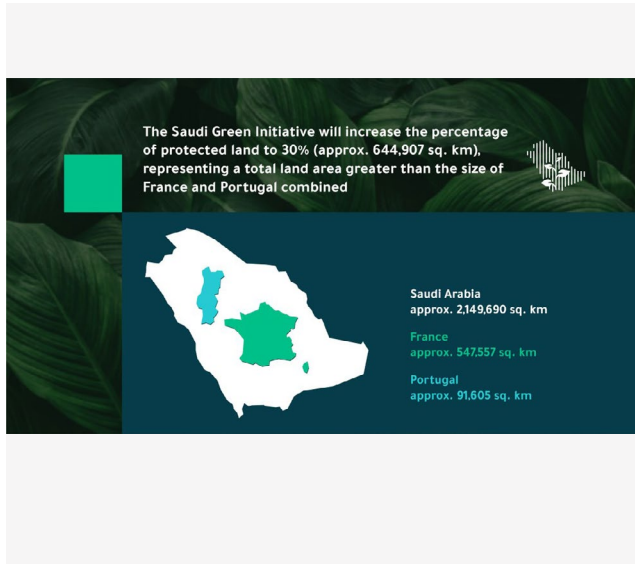 The Saudi Green Initiative will increase the percentage
of protected land to 30% (approx. 644,907 sq. km),
representing a total land area greater than the size of
France and Portugal combined
Saudi Arabia
approx. 2,149,690 sq. km
France
approx. 547,557 sq. km
Portugal
approx. 91,605 sq. km